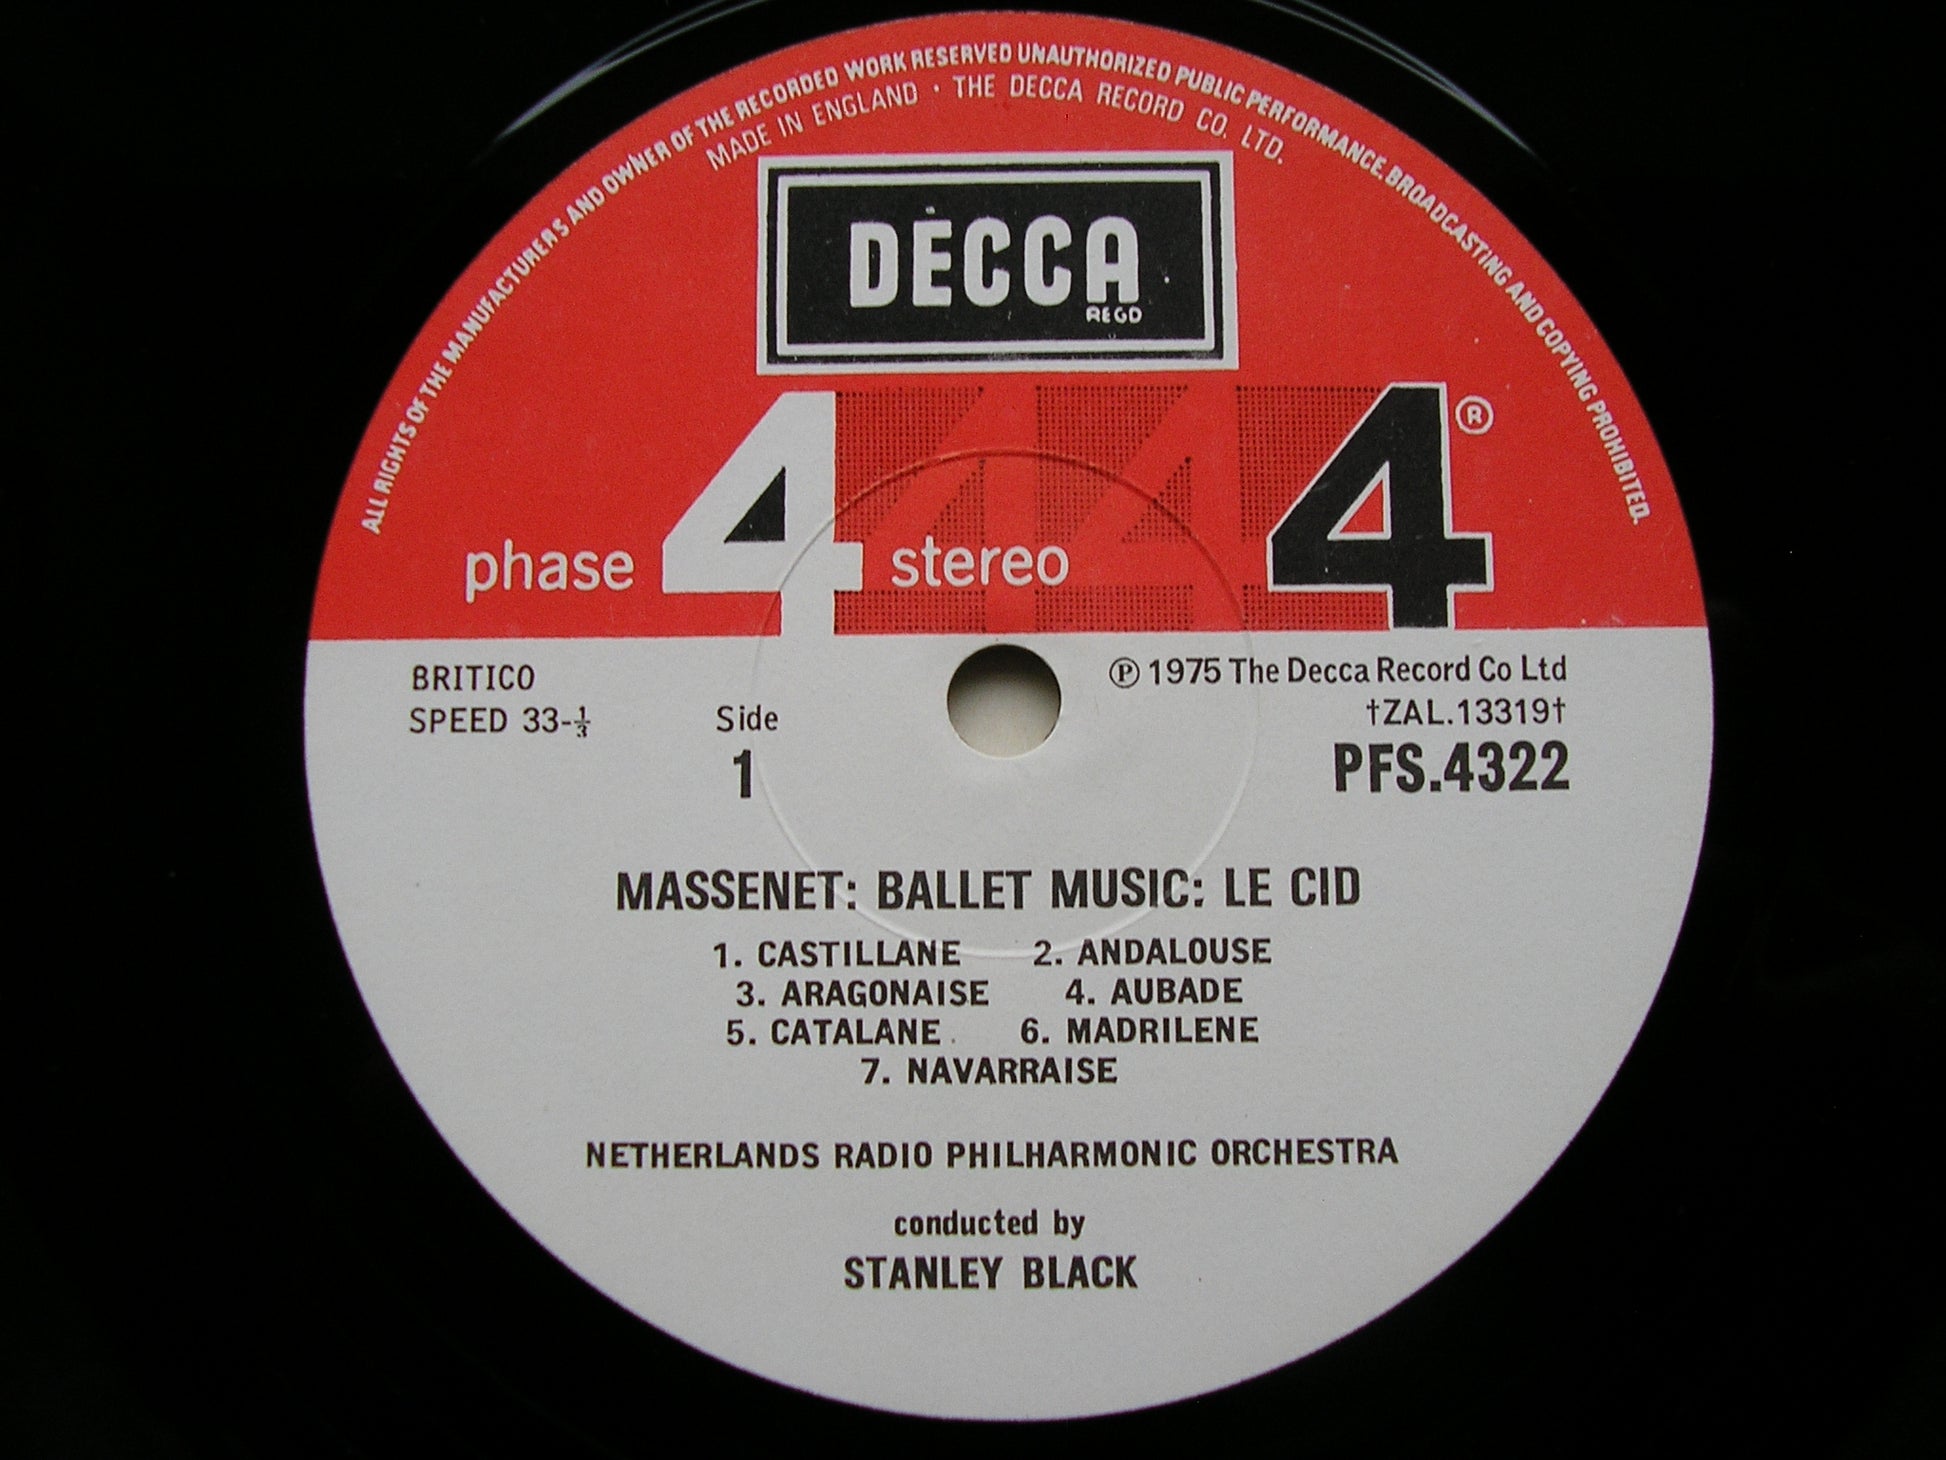 ALL RIGHTS OF THE MANUFACTURERS AND OWNER OF THE RECORDED WORK RESERVED UNAUTHORIZED PUBLIC PERFORMANCE. BROADCASTING AND COPYING PROHIBITED.
MADE IN ENGLAND · THE DECCA RECORD CO. LTD.
DECCA
REGD
phase 4 stereo 4 ®
BRITICO
SPEED 33-⅓
Side
1
Ⓟ 1975 The Decca Record Co Ltd
†ZAL.13319†
PFS.4322
MASSENET: BALLET MUSIC: LE CID
1. CASTILLANE 2. ANDALOUSE
3. ARAGONAISE 4. AUBADE
5. CATALANE 6. MADRILENE
7. NAVARRAISE
NETHERLANDS RADIO PHILHARMONIC ORCHESTRA
conducted by
STANLEY BLACK